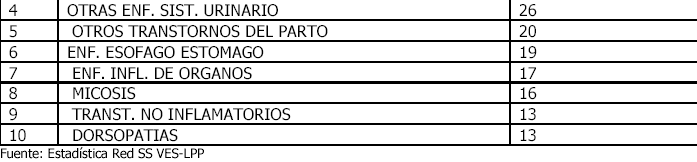 4 OTRAS ENF. SIST. URINARIO 26
5 OTROS TRANSTORNOS DEL PARTO 20
6 ENF. ESOFAGO ESTOMAGO 19
7 ENF. INFL. DE ORGANOS 17
8 MICOSIS 16
9 TRANST. NO INFLAMATORIOS 13
10 DORSOPATIAS 13
Fuente: Estadística Red SS VES-LPP